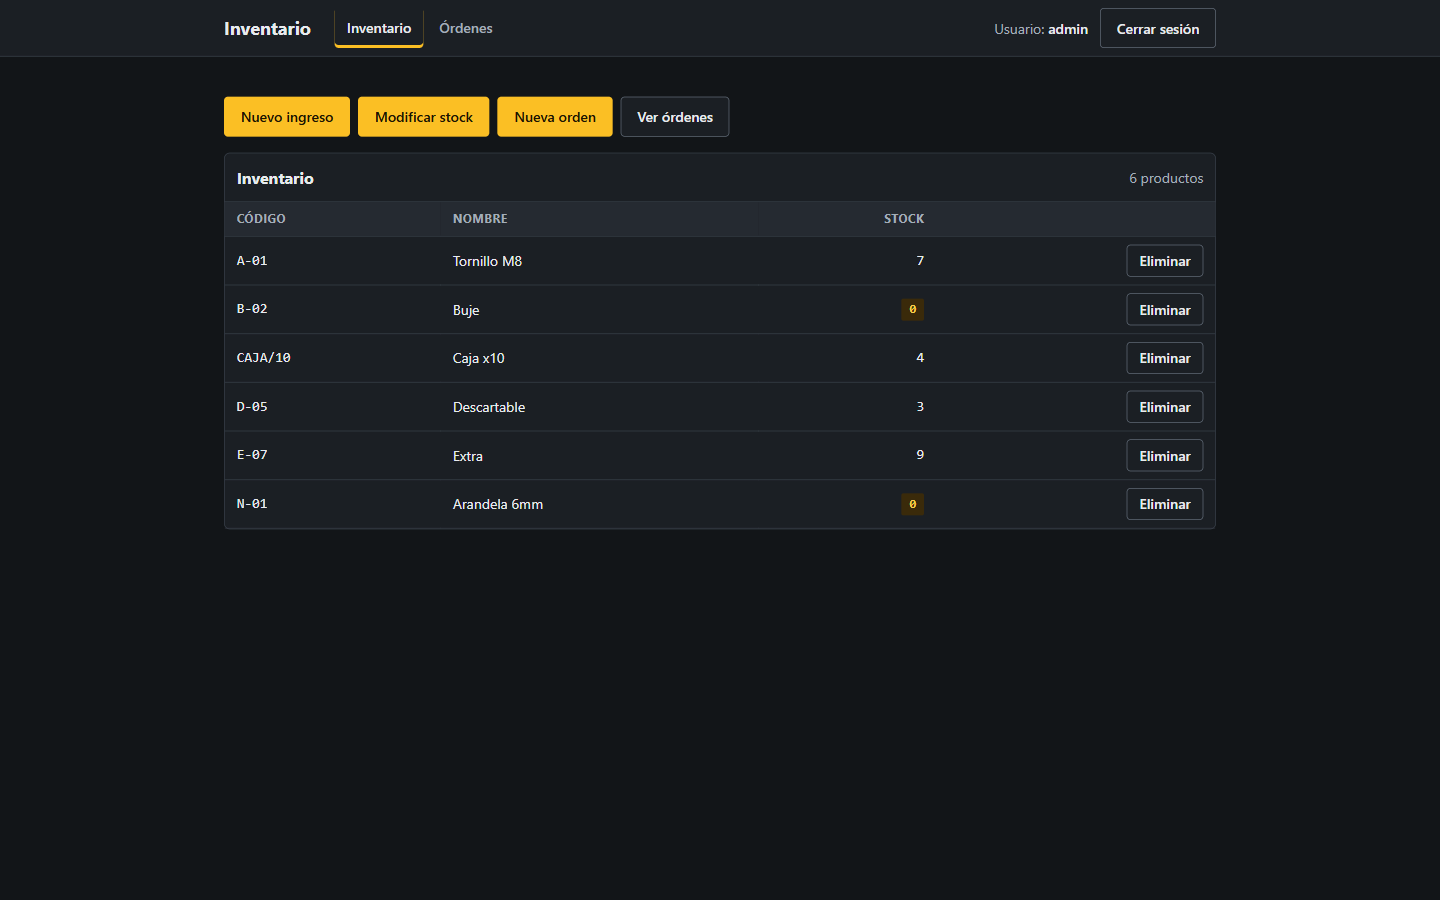 Inventario Inventario Órdenes Usuario: admin Cerrar sesión
Nuevo ingreso Modificar stock Nueva orden Ver órdenes
Inventario 6 productos
CÓDIGO NOMBRE STOCK
A-01 Tornillo M8 7 Eliminar
B-02 Buje 0 Eliminar
CAJA/10 Caja x10 4 Eliminar
D-05 Descartable 3 Eliminar
E-07 Extra 9 Eliminar
N-01 Arandela 6mm 0 Eliminar